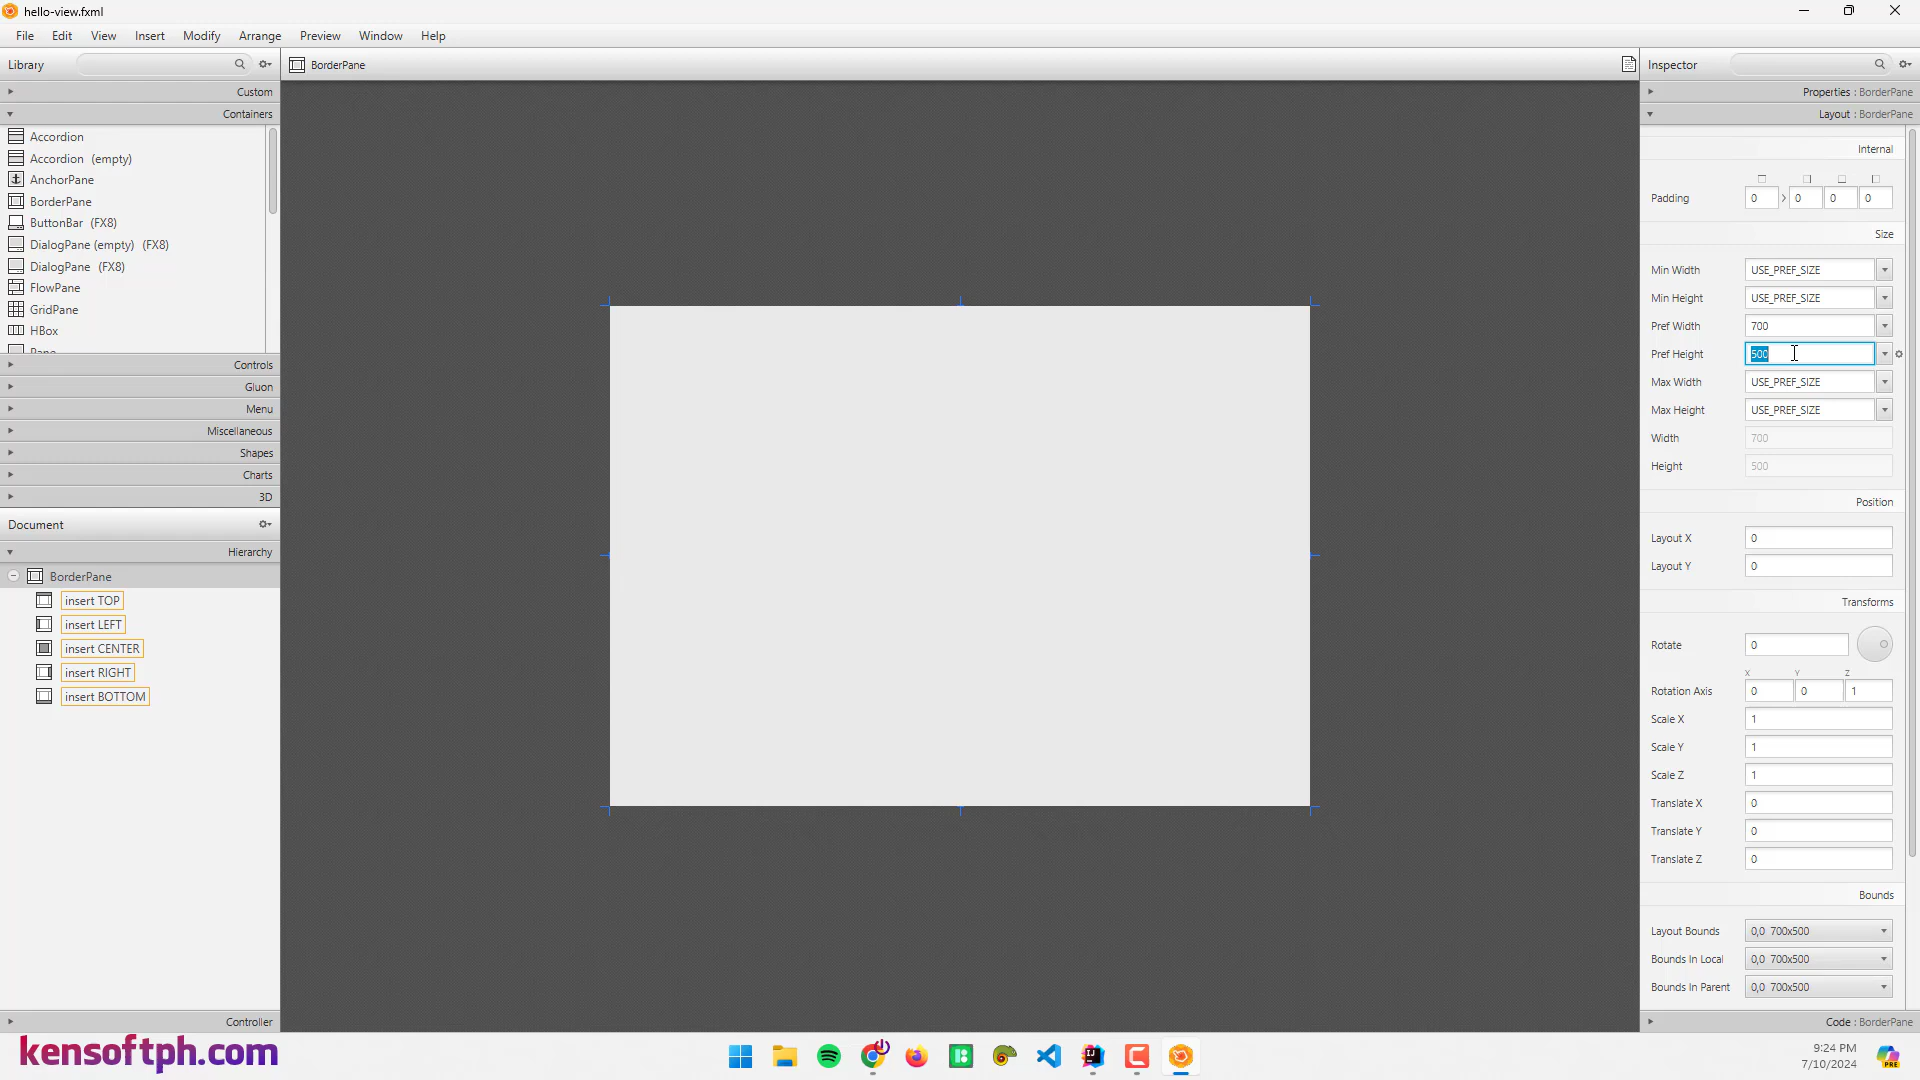 hello-view.fxml
File Edit View Insert Modify Arrange Preview Window Help
Library
Custom
Containers
Accordion
Accordion (empty)
AnchorPane
BorderPane
ButtonBar (FX8)
DialogPane (empty) (FX8)
DialogPane (FX8)
FlowPane
GridPane
HBox
Pane
Controls
Gluon
Menu
Miscellaneous
Shapes
Charts
3D
Document
Hierarchy
BorderPane
insert TOP
insert LEFT
insert CENTER
insert RIGHT
insert BOTTOM
Controller
BorderPane
Inspector
Properties : BorderPane
Layout : BorderPane
Internal
Padding 0 0 0 0
Size
Min Width USE_PREF_SIZE
Min Height USE_PREF_SIZE
Pref Width 700
Pref Height 500
Max Width USE_PREF_SIZE
Max Height USE_PREF_SIZE
Width 700
Height 500
Position
Layout X 0
Layout Y 0
Transforms
Rotate 0
X Y Z
Rotation Axis 0 0 1
Scale X 1
Scale Y 1
Scale Z 1
Translate X 0
Translate Y 0
Translate Z 0
Bounds
Layout Bounds 0,0 700x500
Bounds In Local 0,0 700x500
Bounds In Parent 0,0 700x500
Code : BorderPane
kensoftph.com
9:24 PM
7/10/2024
PRE